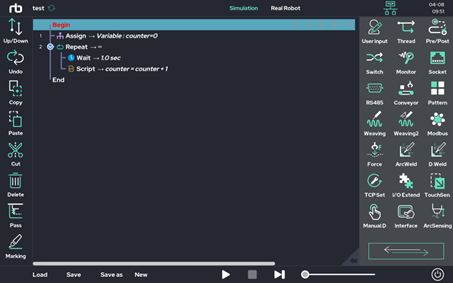 rb test Simulation Real Robot 04-08
09:51
Up/Down
Undo
Copy
Paste
Cut
Delete
Pass
Marking
Begin
1 Assign → Variable : counter=0
2 Repeat → ∞
Wait → 1.0 sec
Script → counter = counter + 1
End
User Input Thread Pre/Post
Switch Monitor Socket
RS485 Conveyor Pattern
Weaving Weaving2 Modbus
Force ArcWeld D.Weld
TCP Set I/O Extend TouchSen.
Manual.D Interface ArcSensing
Load Save Save as New